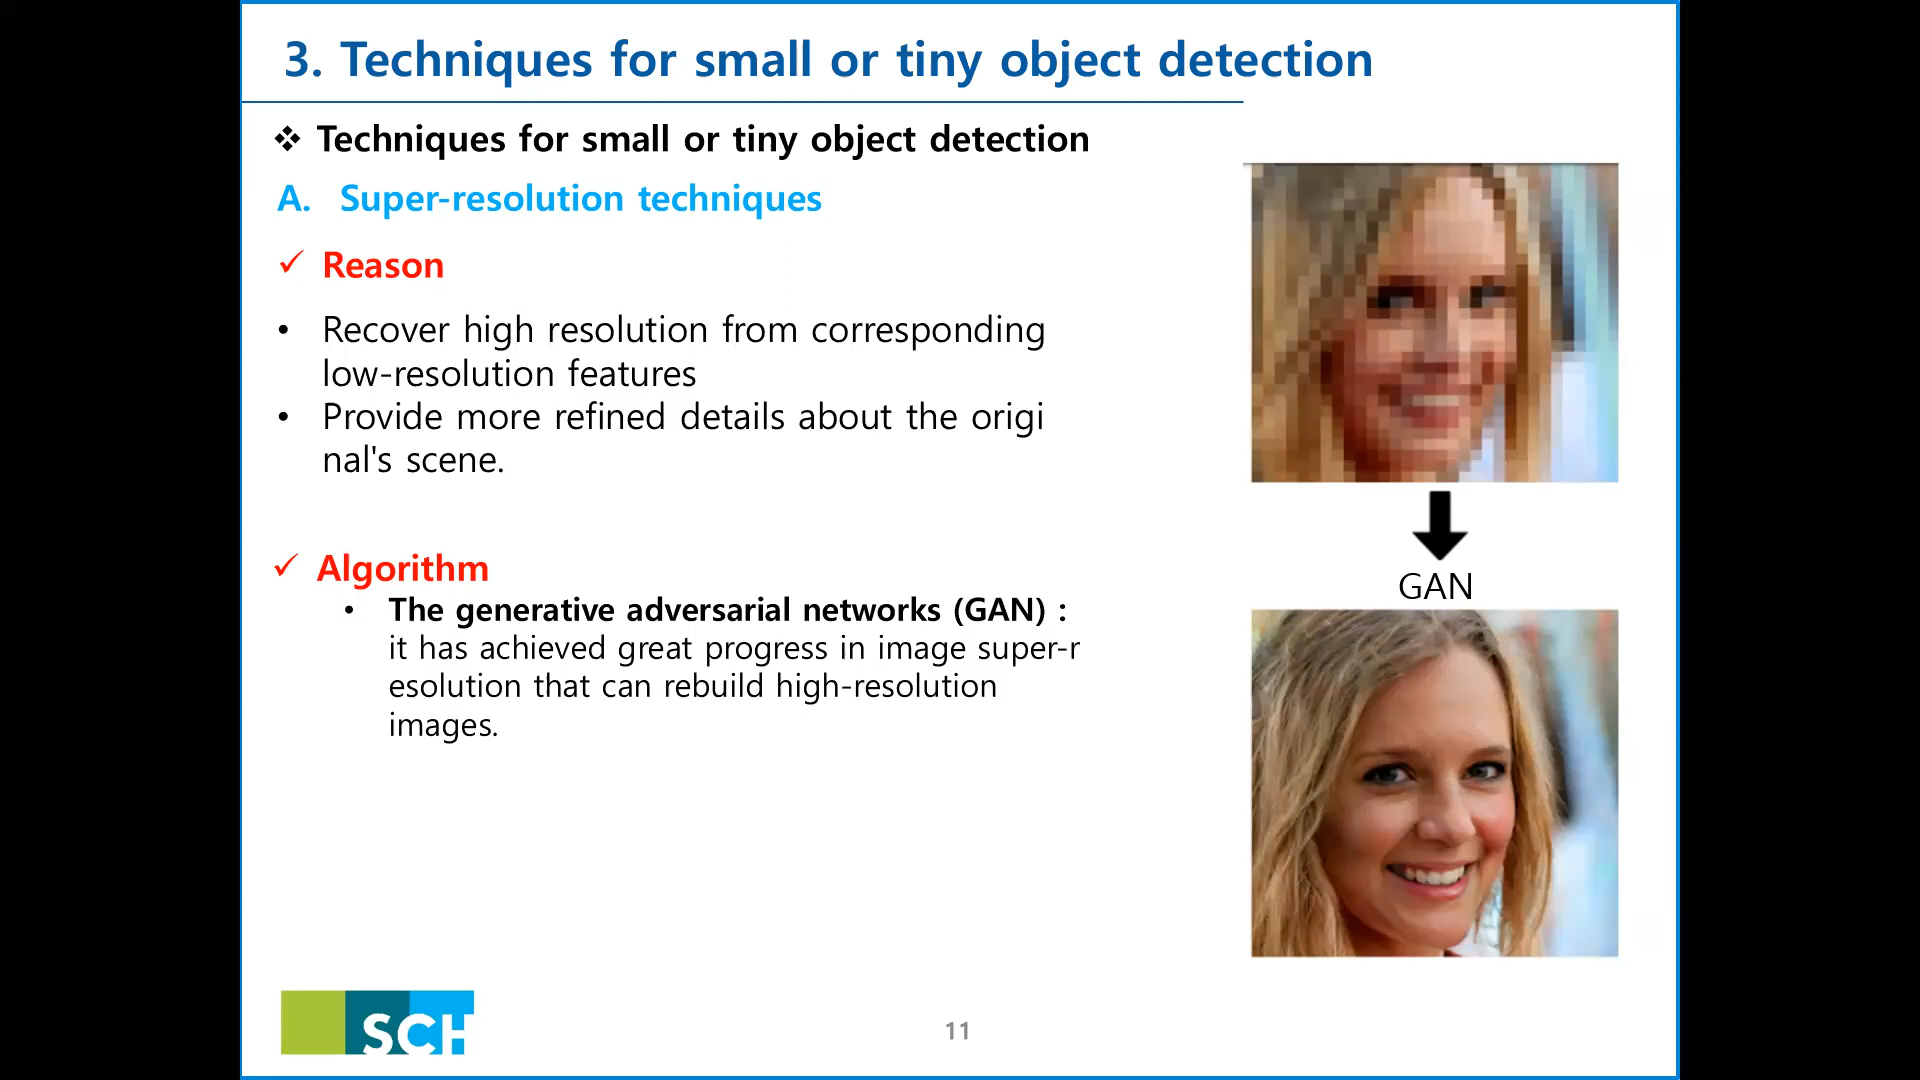 3. Techniques for small or tiny object detection
❖ Techniques for small or tiny object detection
A. Super-resolution techniques
✓ Reason
• Recover high resolution from corresponding
low-resolution features
• Provide more refined details about the origi
nal's scene.
✓ Algorithm
• The generative adversarial networks (GAN) :
it has achieved great progress in image super-r
esolution that can rebuild high-resolution
images.
GAN
SCH
11